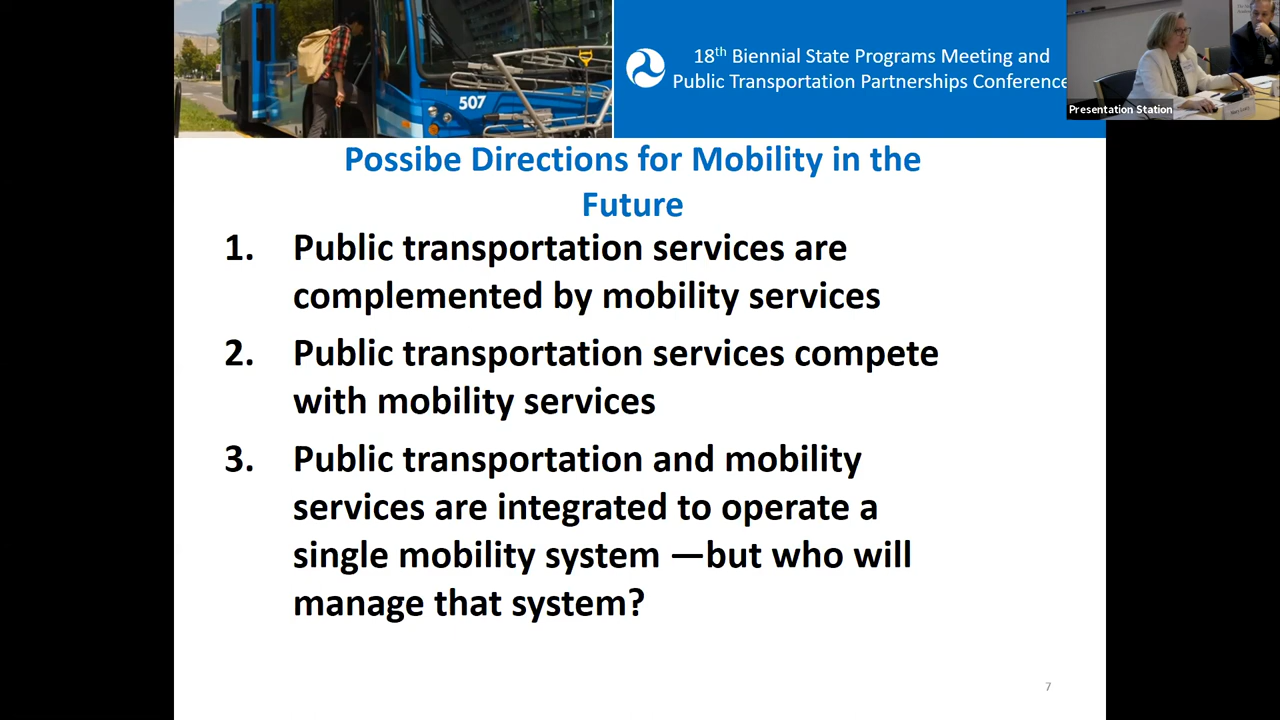 507
18th Biennial State Programs Meeting and
Public Transportation Partnerships Conference
Presentation Station
Possibe Directions for Mobility in the
Future
1. Public transportation services are
complemented by mobility services
2. Public transportation services compete
with mobility services
3. Public transportation and mobility
services are integrated to operate a
single mobility system —but who will
manage that system?
7